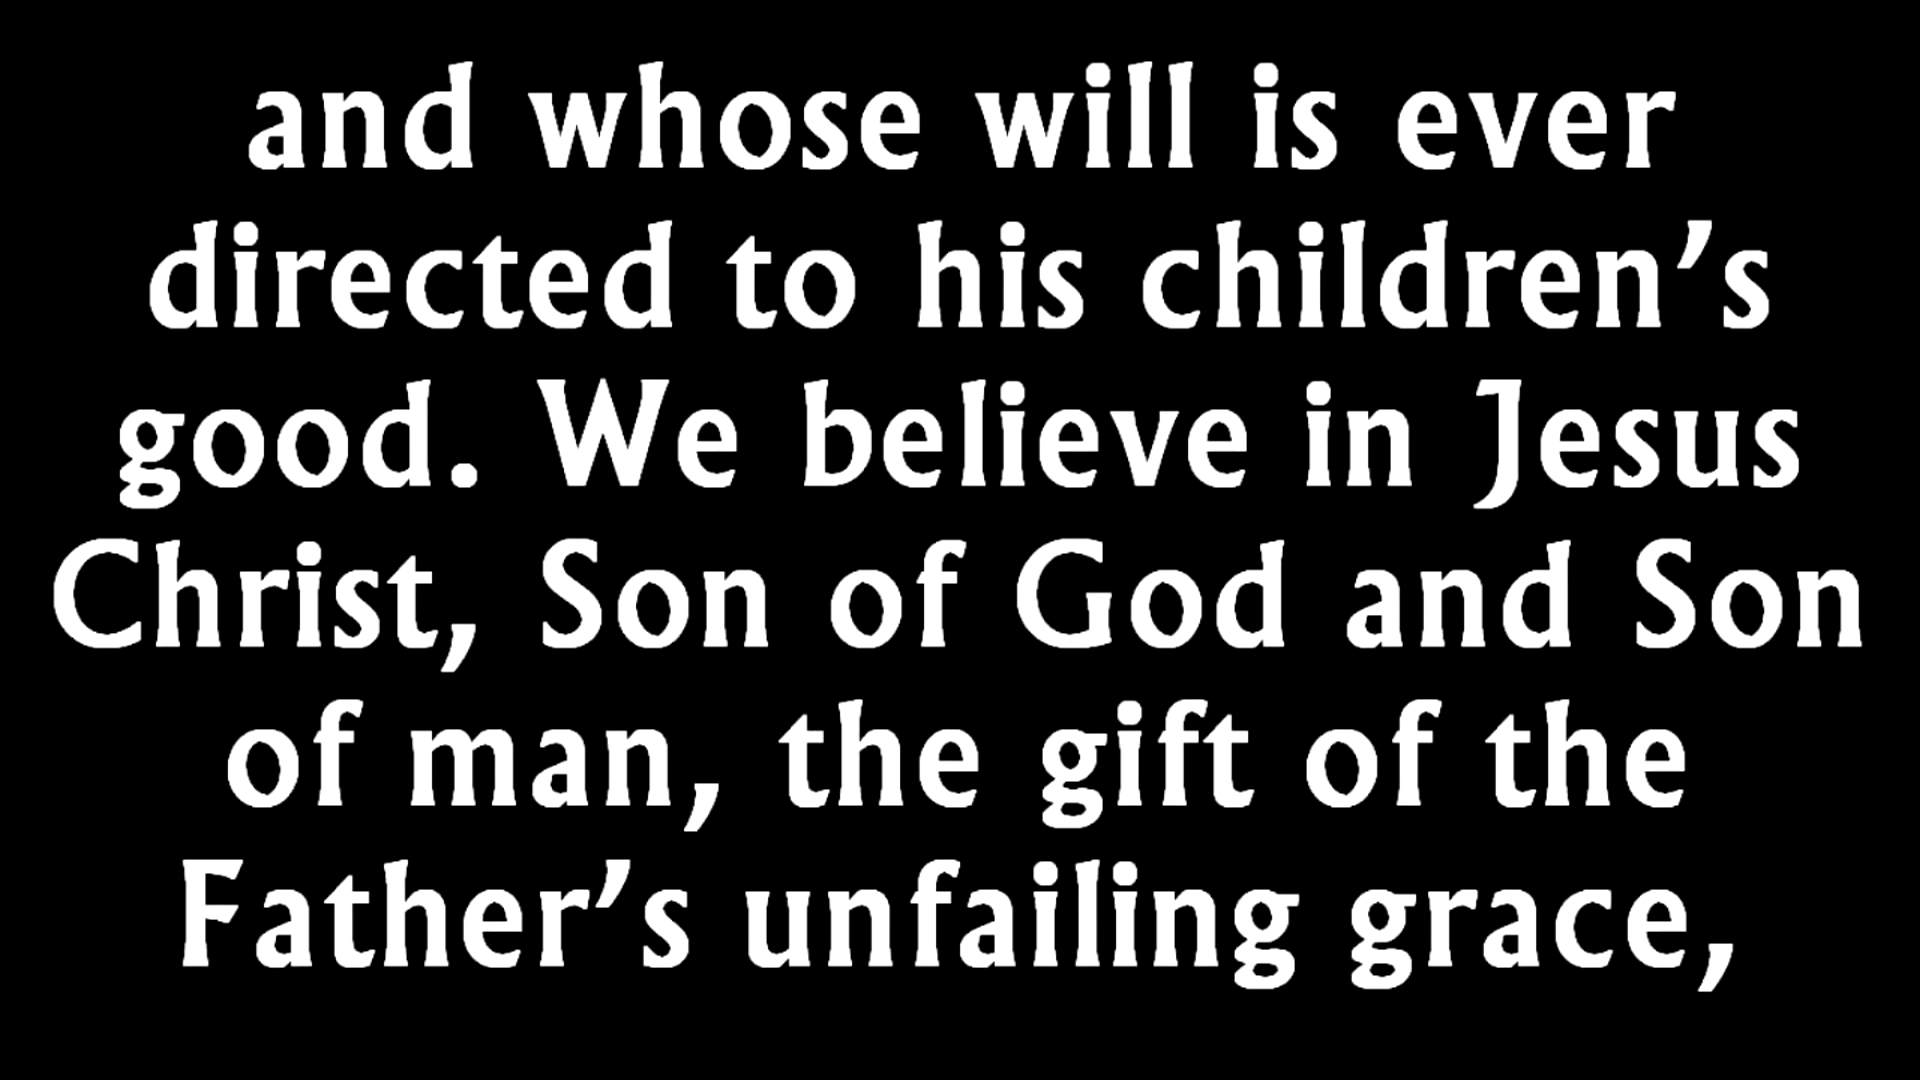 and whose will is ever
directed to his children’s
good. We believe in Jesus
Christ, Son of God and Son
of man, the gift of the
Father’s unfailing grace,